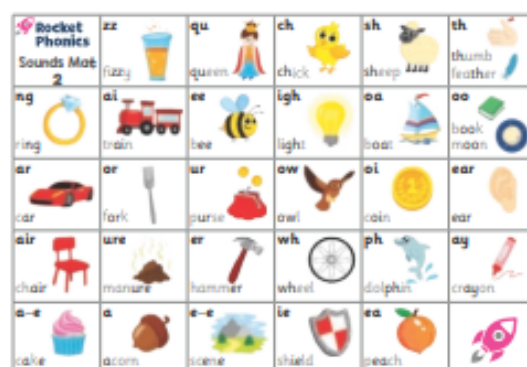 Rocket
Phonics
Sounds Mat
2
zz
fizzy
qu
queen
ch
chick
sh
sheep
th
thumb
feather
ng
ring
ai
train
ee
bee
igh
light
oa
boat
oo
book
moon
ar
car
or
fork
ur
purse
ow
owl
oi
coin
ear
ear
air
chair
ure
manure
er
hammer
wh
wheel
ph
dolphin
ay
crayon
a–e
cake
a
acorn
e–e
scene
ie
shield
ea
peach